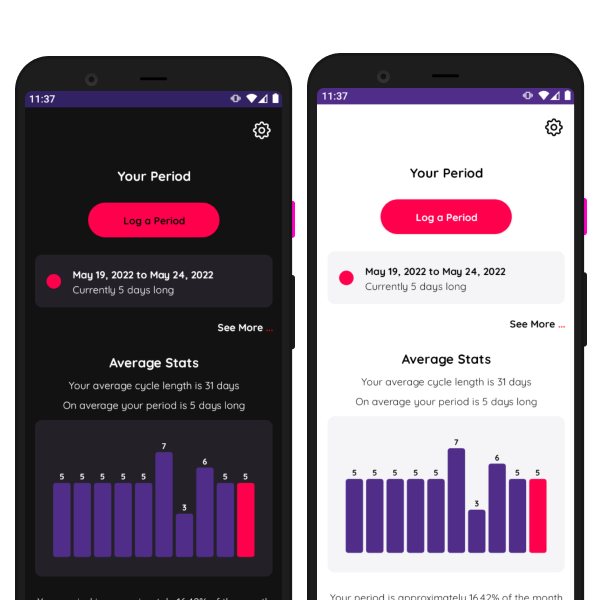 11:37
Your Period
Log a Period
May 19, 2022 to May 24, 2022
Currently 5 days long
See More ...
Average Stats
Your average cycle length is 31 days
On average your period is 5 days long
5 5 5 5 5 7 3 6 5 5
11:37
Your Period
Log a Period
May 19, 2022 to May 24, 2022
Currently 5 days long
See More ...
Average Stats
Your average cycle length is 31 days
On average your period is 5 days long
5 5 5 5 5 7 3 6 5 5
Your period is approximately 16.42% of the month